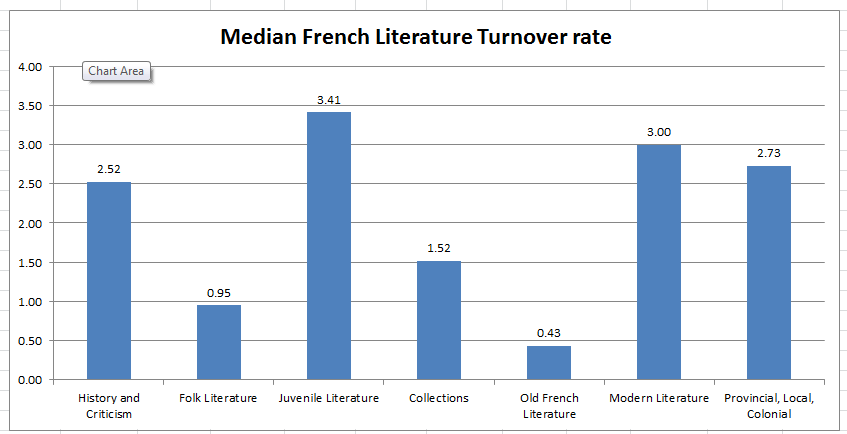 Median French Literature Turnover rate
4.00
Chart Area
3.50
3.41
3.00
3.00
2.73
2.52
2.50
2.00
1.52
1.50
1.00
0.95
0.50
0.43
0.00
History and
Criticism
Folk Literature
Juvenile Literature
Collections
Old French
Literature
Modern Literature
Provincial, Local,
Colonial